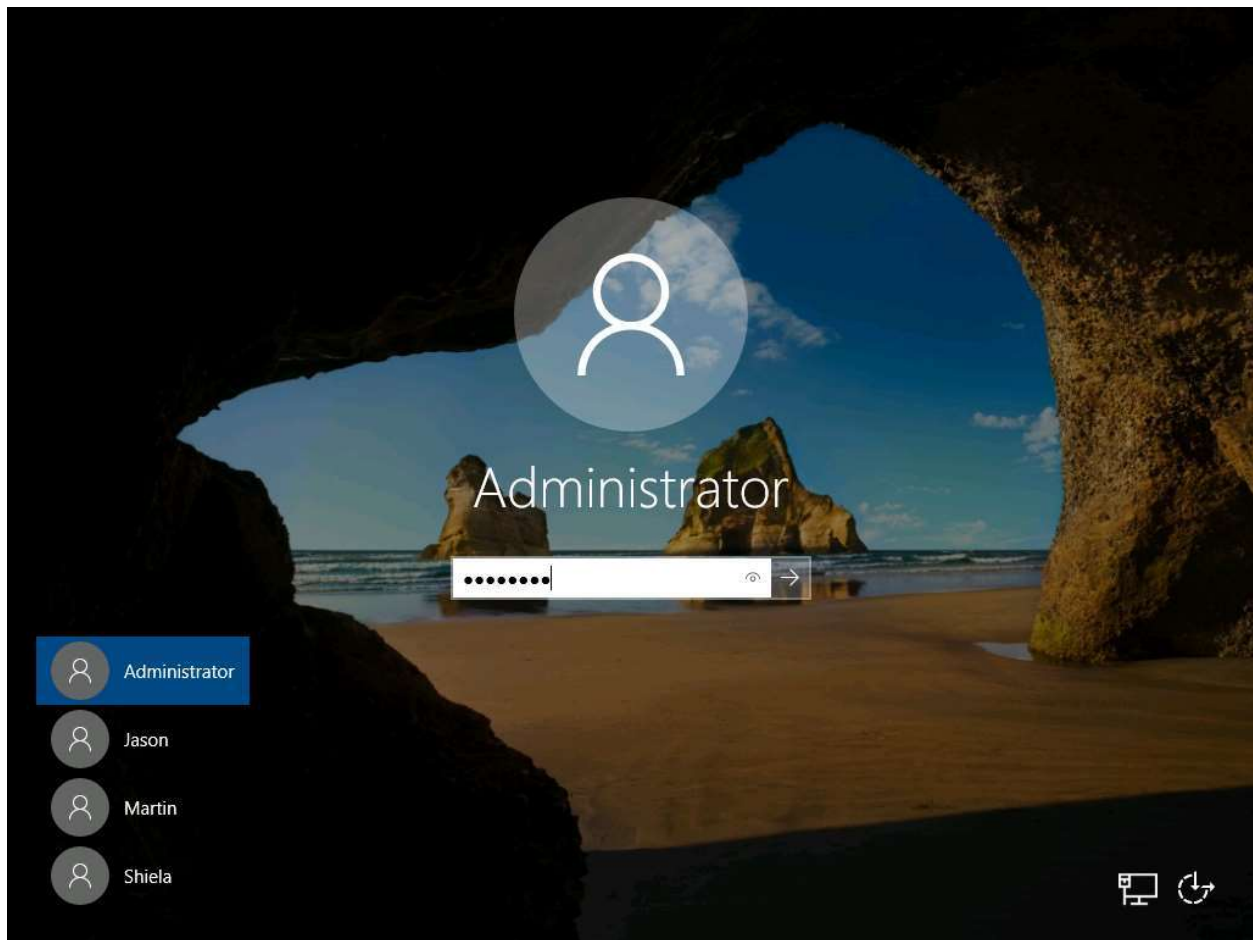 Administrator
••••••••
Administrator
Jason
Martin
Shiela